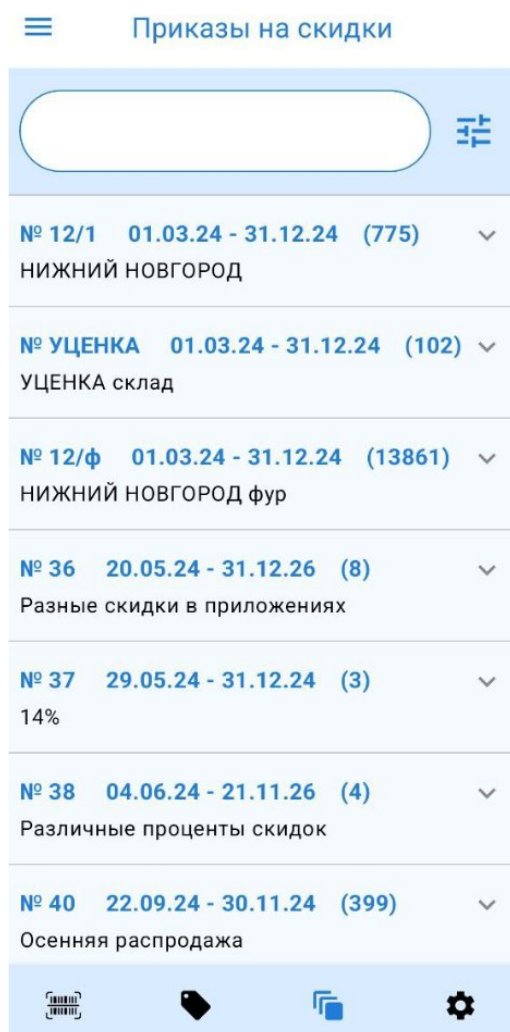 Приказы на скидки
№ 12/1 01.03.24 - 31.12.24 (775)
НИЖНИЙ НОВГОРОД
№ УЦЕНКА 01.03.24 - 31.12.24 (102)
УЦЕНКА склад
№ 12/ф 01.03.24 - 31.12.24 (13861)
НИЖНИЙ НОВГОРОД фур
№ 36 20.05.24 - 31.12.26 (8)
Разные скидки в приложениях
№ 37 29.05.24 - 31.12.24 (3)
14%
№ 38 04.06.24 - 21.11.26 (4)
Различные проценты скидок
№ 40 22.09.24 - 30.11.24 (399)
Осенняя распродажа